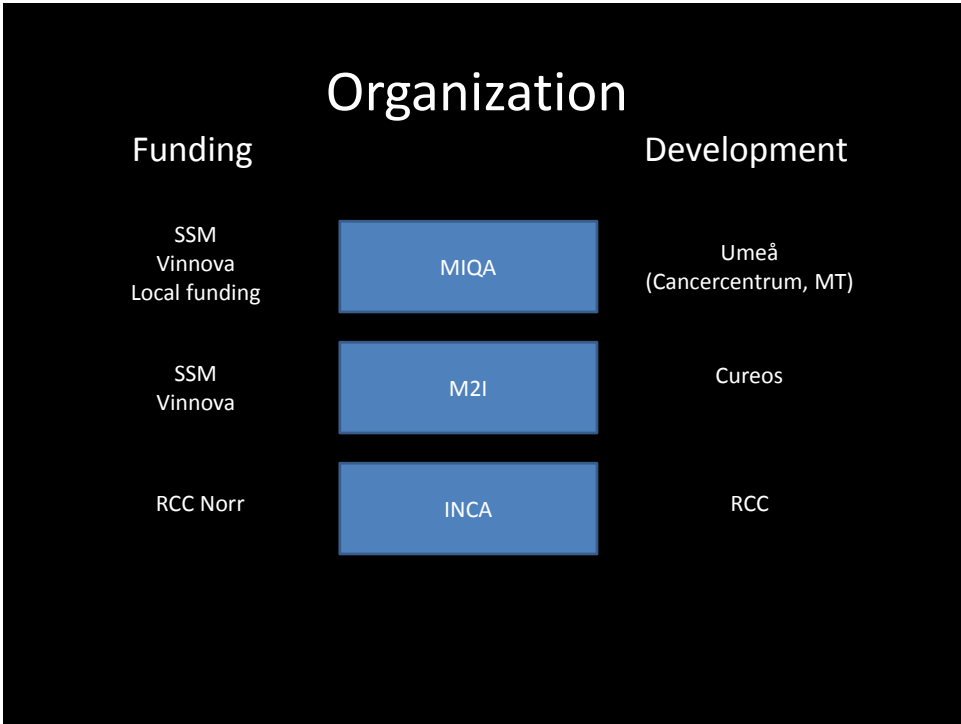 Organization
Funding
Development
SSM
Vinnova
Local funding
MIQA
Umeå
(Cancercentrum, MT)
SSM
Vinnova
M2I
Cureos
RCC Norr
INCA
RCC